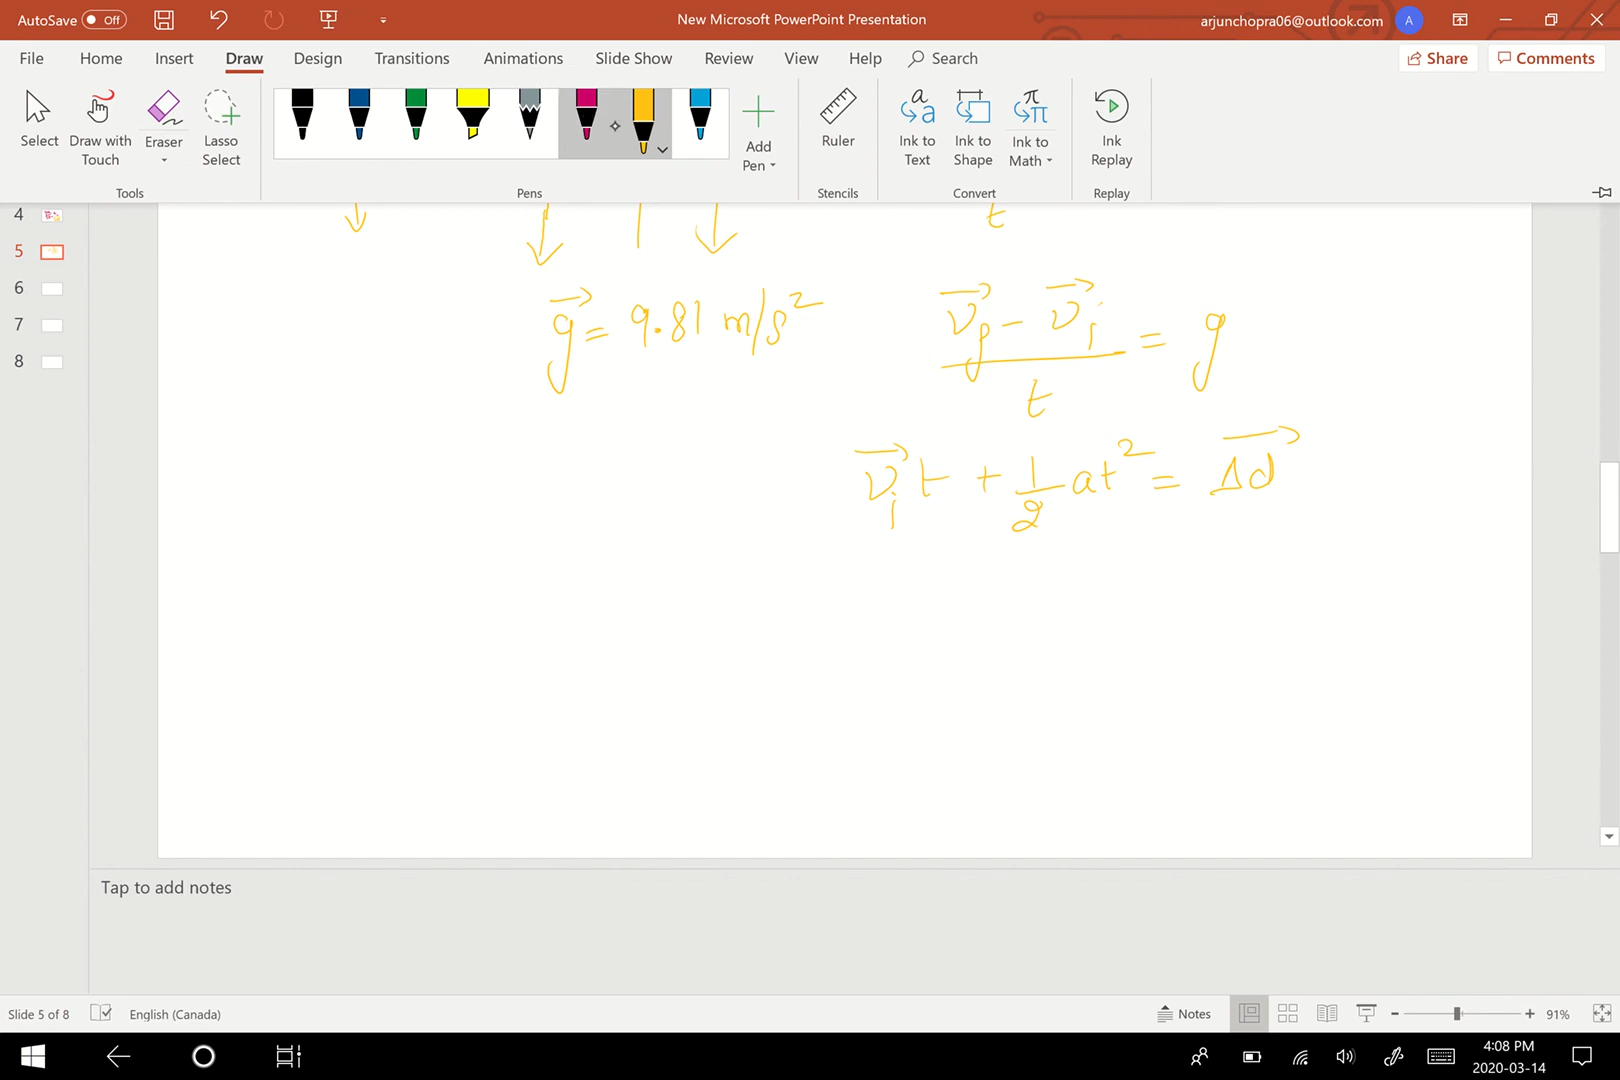 AutoSave Off New Microsoft PowerPoint Presentation arjunchopra06@outlook.com A
File Home Insert Draw Design Transitions Animations Slide Show Review View Help Search Share Comments
Select Draw with Touch Eraser Lasso Select Add Pen Ruler Ink to Text Ink to Shape Ink to Math Ink Replay
Tools Pens Stencils Convert Replay
4
5
6
7
8
t
g⃗ = 9.81 m/s²
(v⃗f - v⃗i)/t = g
v⃗i t + 1/2 at² = Δd⃗
Tap to add notes
Slide 5 of 8 English (Canada) Notes 91%
4:08 PM
2020-03-14